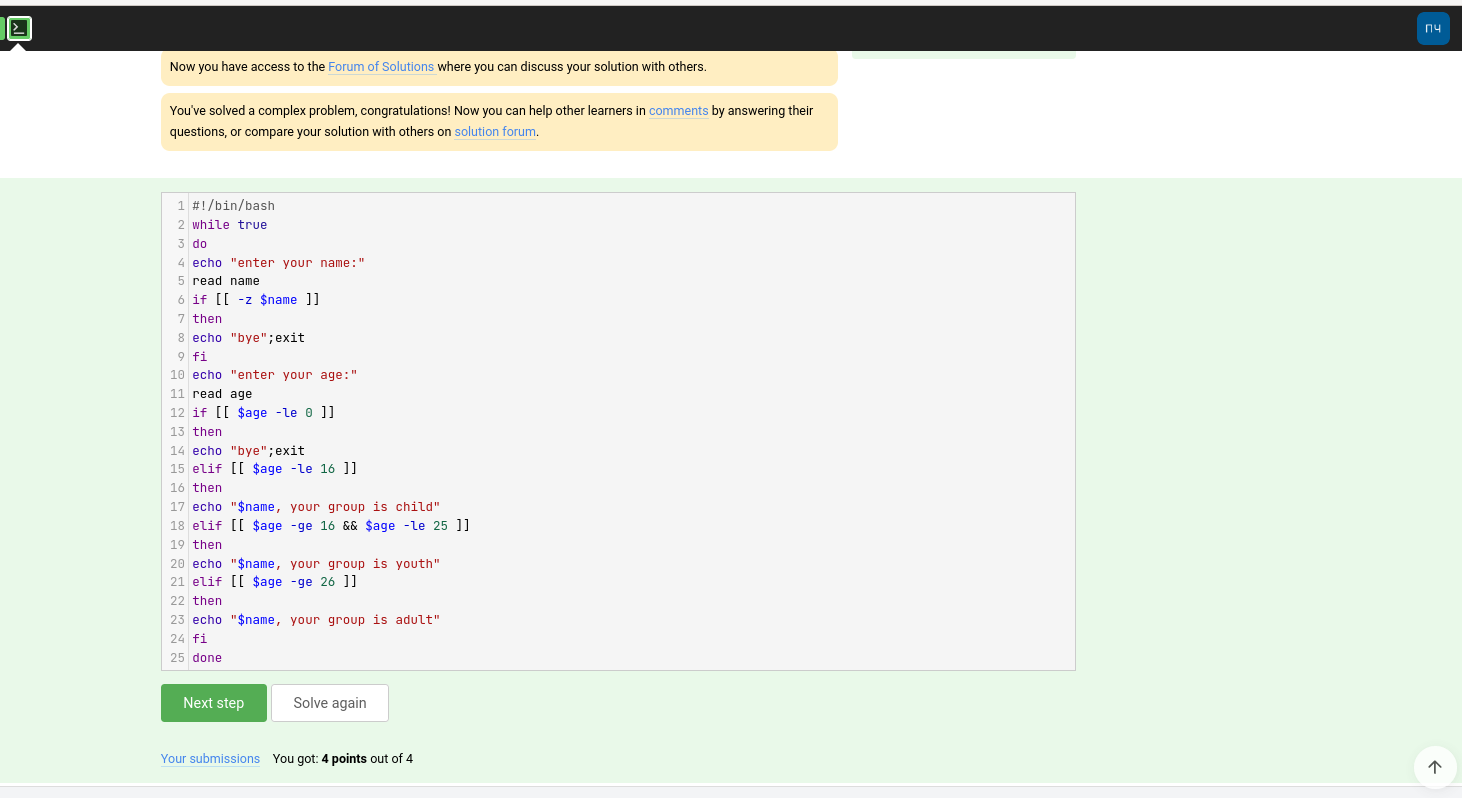 ПЧ
Now you have access to the Forum of Solutions where you can discuss your solution with others.
You've solved a complex problem, congratulations! Now you can help other learners in comments by answering their
questions, or compare your solution with others on solution forum.
1 #!/bin/bash
2 while true
3 do
4 echo "enter your name:"
5 read name
6 if [[ -z $name ]]
7 then
8 echo "bye";exit
9 fi
10 echo "enter your age:"
11 read age
12 if [[ $age -le 0 ]]
13 then
14 echo "bye";exit
15 elif [[ $age -le 16 ]]
16 then
17 echo "$name, your group is child"
18 elif [[ $age -ge 16 && $age -le 25 ]]
19 then
20 echo "$name, your group is youth"
21 elif [[ $age -ge 26 ]]
22 then
23 echo "$name, your group is adult"
24 fi
25 done
Next step Solve again
Your submissions You got: 4 points out of 4